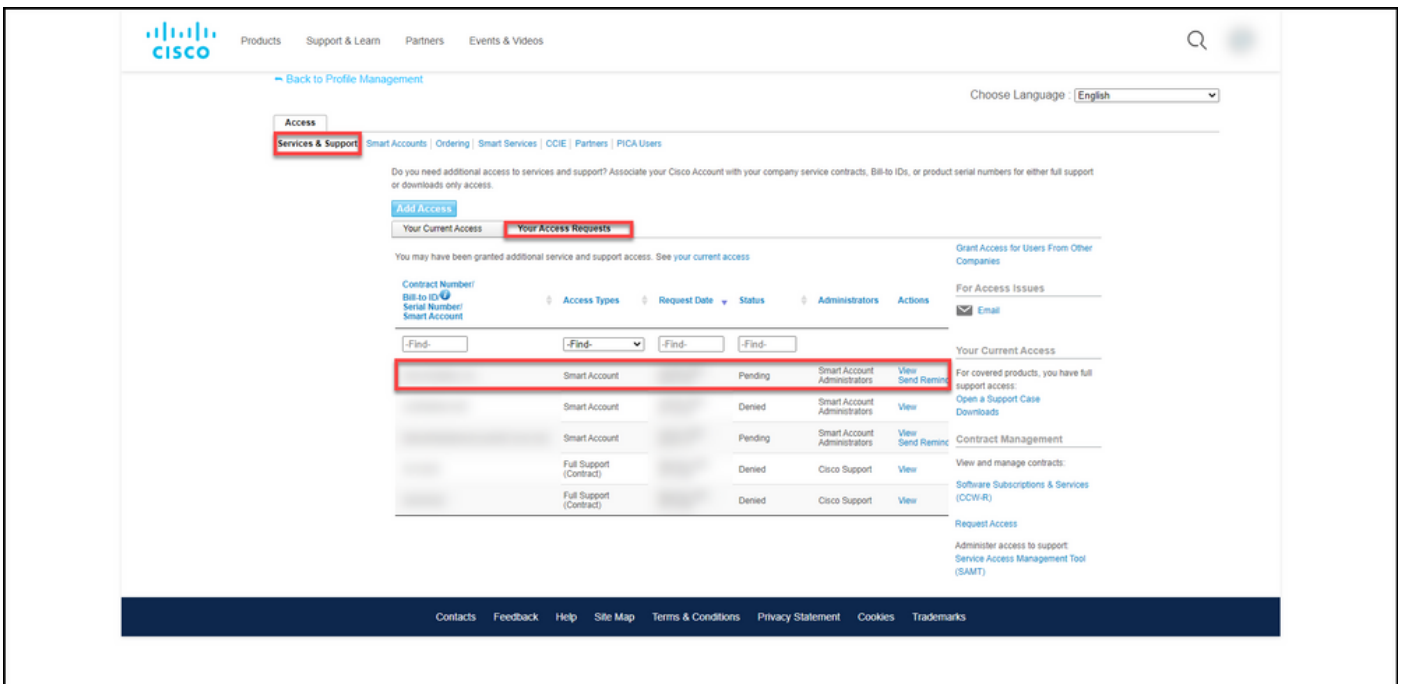 CISCO
Products Support & Learn Partners Events & Videos
Back to Profile Management
Choose Language : English
Access
Services & Support Smart Accounts | Ordering | Smart Services | CCIE | Partners | PICA Users
Do you need additional access to services and support? Associate your Cisco Account with your company service contracts, Bill-to IDs, or product serial numbers for either full support
or downloads only access.
Add Access
Your Current Access Your Access Requests
You may have been granted additional service and support access. See your current access
Contract Number/
Bill-to ID/
Serial Number/
Smart Account
Access Types Request Date Status Administrators Actions
-Find- -Find- -Find- -Find-
Smart Account Pending Smart Account
Administrators View
Send Remind
Smart Account Denied Smart Account
Administrators View
Smart Account Pending Smart Account
Administrators View
Send Remind
Full Support
(Contract) Denied Cisco Support View
Full Support
(Contract) Denied Cisco Support View
Grant Access for Users From Other
Companies
For Access Issues
Email
Your Current Access
For covered products, you have full
support access:
Open a Support Case
Downloads
Contract Management
View and manage contracts:
Software Subscriptions & Services
(CCW-R)
Request Access
Administer access to support:
Service Access Management Tool
(SAMT)
Contacts Feedback Help Site Map Terms & Conditions Privacy Statement Cookies Trademarks